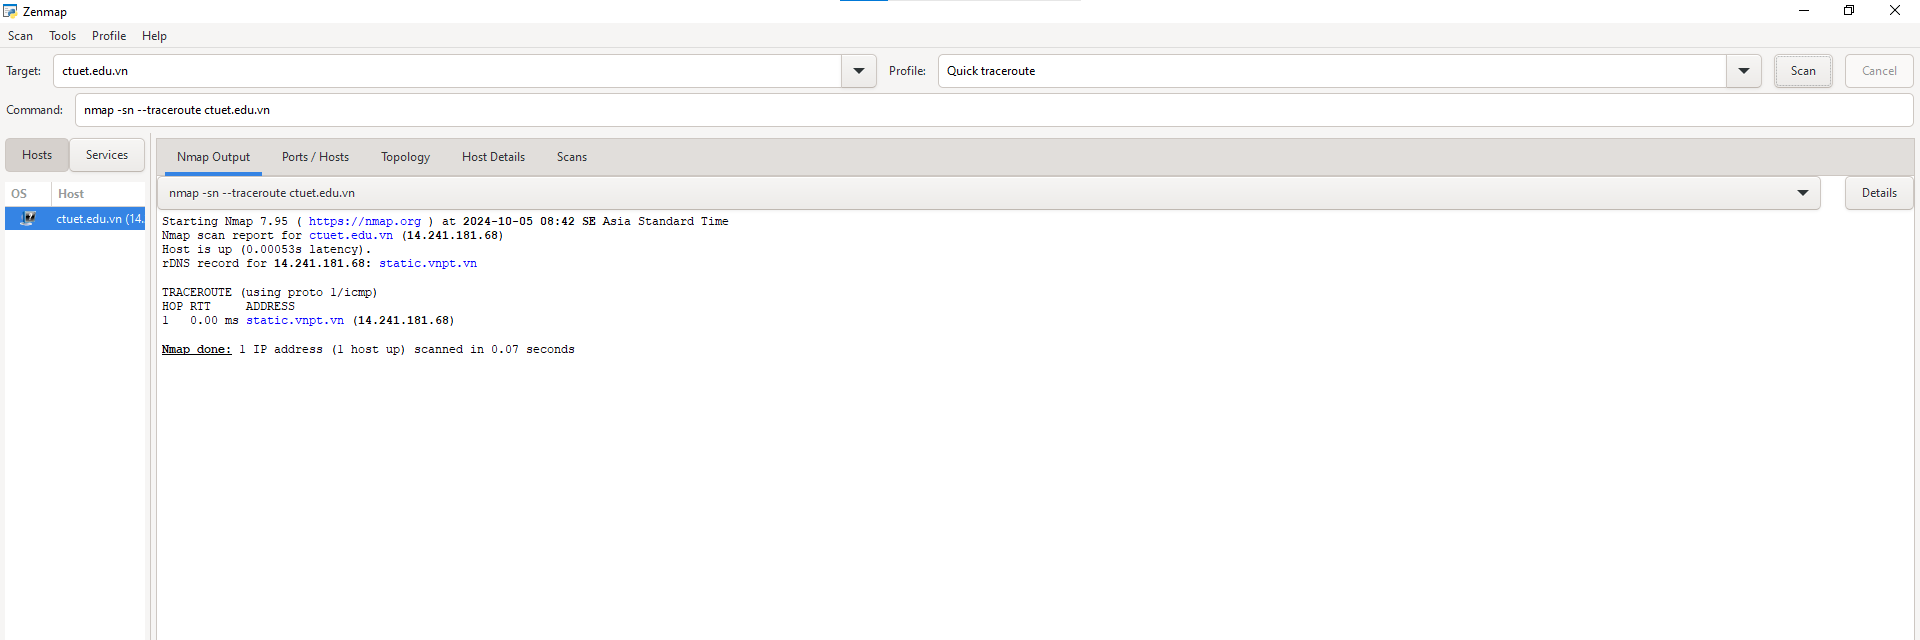 Zenmap
Scan Tools Profile Help
Target: ctuet.edu.vn Profile: Quick traceroute Scan Cancel
Command: nmap -sn --traceroute ctuet.edu.vn
Hosts Services Nmap Output Ports / Hosts Topology Host Details Scans
OS Host nmap -sn --traceroute ctuet.edu.vn Details
ctuet.edu.vn (14.
Starting Nmap 7.95 ( https://nmap.org ) at 2024-10-05 08:42 SE Asia Standard Time
Nmap scan report for ctuet.edu.vn (14.241.181.68)
Host is up (0.00053s latency).
rDNS record for 14.241.181.68: static.vnpt.vn
TRACEROUTE (using proto 1/icmp)
HOP RTT ADDRESS
1 0.00 ms static.vnpt.vn (14.241.181.68)
Nmap done: 1 IP address (1 host up) scanned in 0.07 seconds